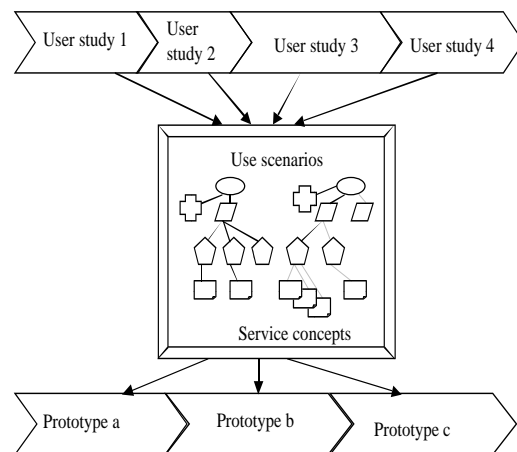 User study 1
User
study 2
User study 3
User study 4
Use scenarios
Service concepts
Prototype a
Prototype b
Prototype c